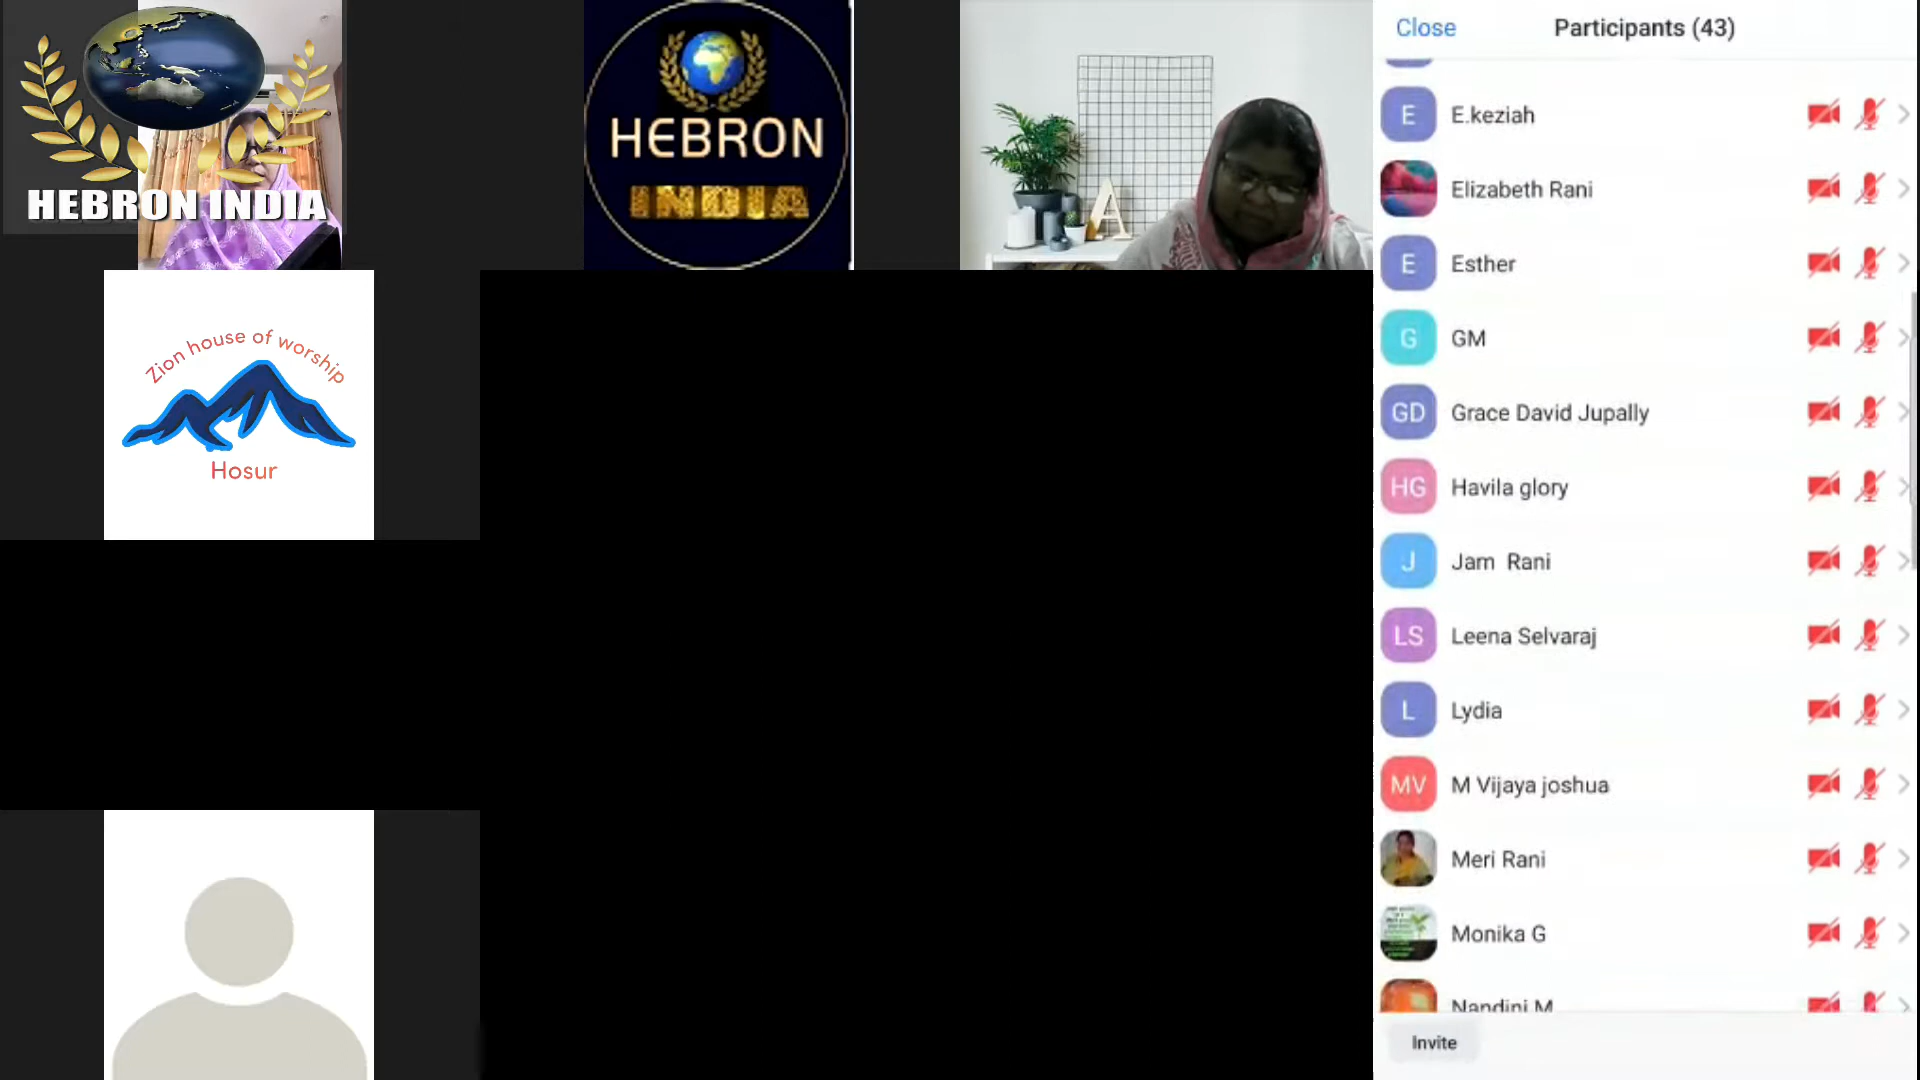 HEBRON INDIA
HEBRON
INDIA
A
Zion house of worship
Hosur
Close
Participants (43)
E
E.keziah
Elizabeth Rani
E
Esther
G
GM
GD
Grace David Jupally
HG
Havila glory
J
Jam Rani
LS
Leena Selvaraj
L
Lydia
MV
M Vijaya joshua
Meri Rani
Monika G
Nandini M
Invite